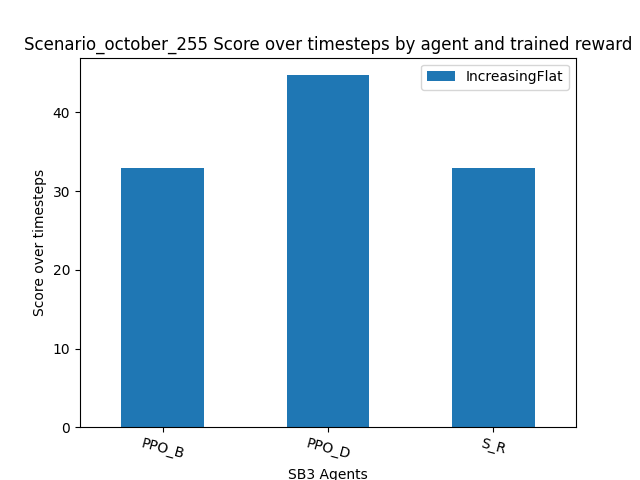 Scenario_october_255 Score over timesteps by agent and trained reward
IncreasingFlat
Score over timesteps
40
30
20
10
0
PPO_B
PPO_D
S_R
SB3 Agents